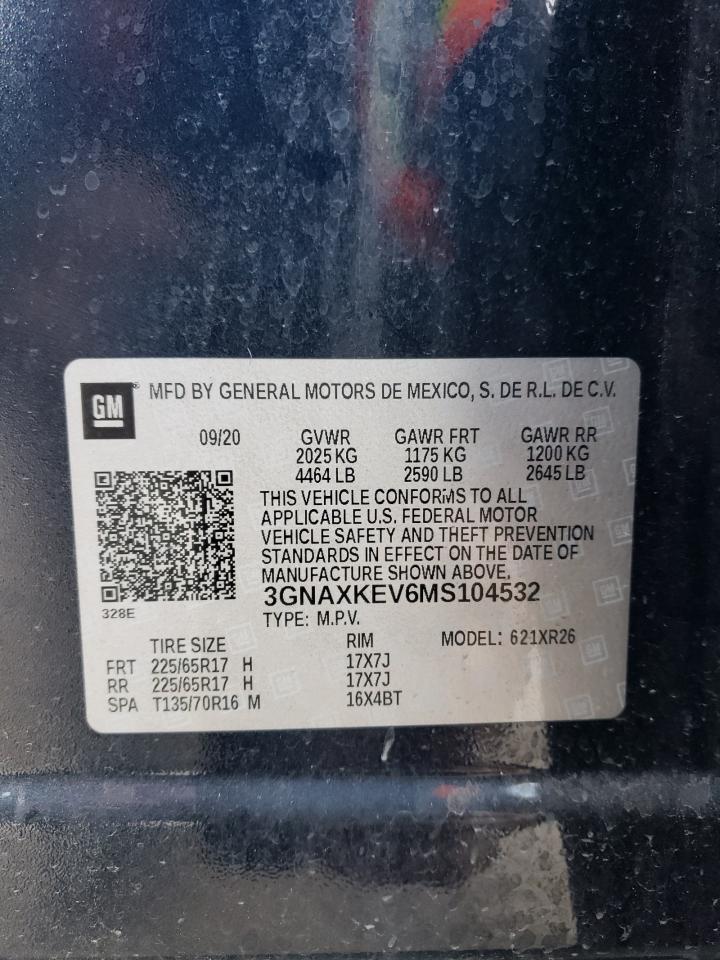 GM ® MFD BY GENERAL MOTORS DE MEXICO, S. DE R.L. DE C.V.
09/20 GVWR GAWR FRT GAWR RR
2025 KG 1175 KG 1200 KG
4464 LB 2590 LB 2645 LB
THIS VEHICLE CONFORMS TO ALL
APPLICABLE U.S. FEDERAL MOTOR
VEHICLE SAFETY AND THEFT PREVENTION
STANDARDS IN EFFECT ON THE DATE OF
MANUFACTURE SHOWN ABOVE.
3GNAXKEV6MS104532
328E
TYPE: M.P.V.
TIRE SIZE RIM MODEL: 621XR26
FRT 225/65R17 H 17X7J
RR 225/65R17 H 17X7J
SPA T135/70R16 M 16X4BT